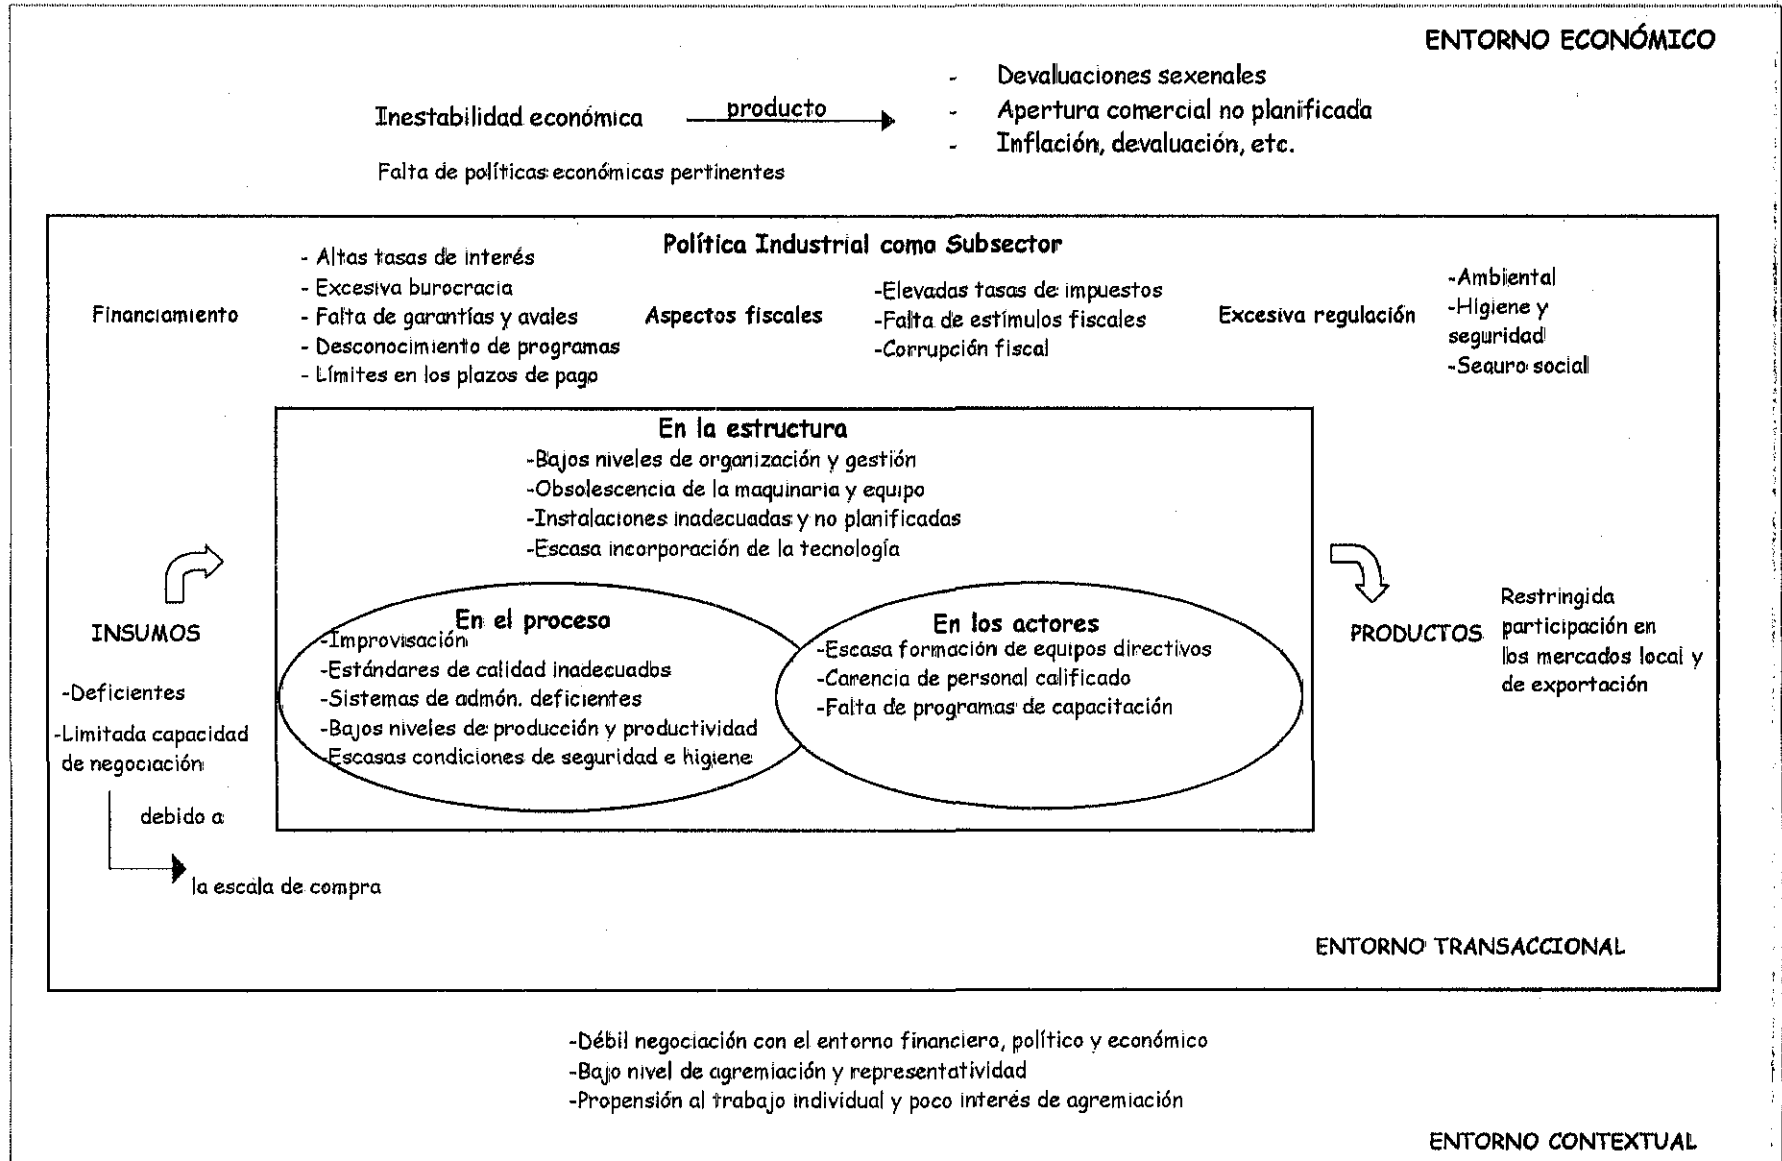 ENTORNO ECONÓMICO
Inestabilidad económica
producto
- Devaluaciones sexenales
- Apertura comercial no planificada
- Inflación, devaluación, etc.
Falta de políticas económicas pertinentes
Política Industrial como Subsector
Financiamiento
- Altas tasas de interés
- Excesiva burocracia
- Falta de garantías y avales
- Desconocimiento de programas
- Límites en los plazos de pago
Aspectos fiscales
-Elevadas tasas de impuestos
-Falta de estímulos fiscales
-Corrupción fiscal
Excesiva regulación
-Ambiental
-Higiene y
seguridad
-Seguro social
En la estructura
-Bajos niveles de organización y gestión
-Obsolescencia de la maquinaria y equipo
-Instalaciones inadecuadas y no planificadas
-Escasa incorporación de la tecnología
INSUMOS
-Deficientes
-Limitada capacidad
de negociación
debido a
la escala de compra
En el proceso
-Improvisación
-Estándares de calidad inadecuados
-Sistemas de admón. deficientes
-Bajos niveles de producción y productividad
-Escasas condiciones de seguridad e higiene
En los actores
-Escasa formación de equipos directivos
-Carencia de personal calificado
-Falta de programas de capacitación
PRODUCTOS
Restringida
participación en
los mercados local y
de exportación
ENTORNO TRANSACCIONAL
-Débil negociación con el entorno financiero, político y económico
-Bajo nivel de agremiación y representatividad
-Propensión al trabajo individual y poco interés de agremiación
ENTORNO CONTEXTUAL